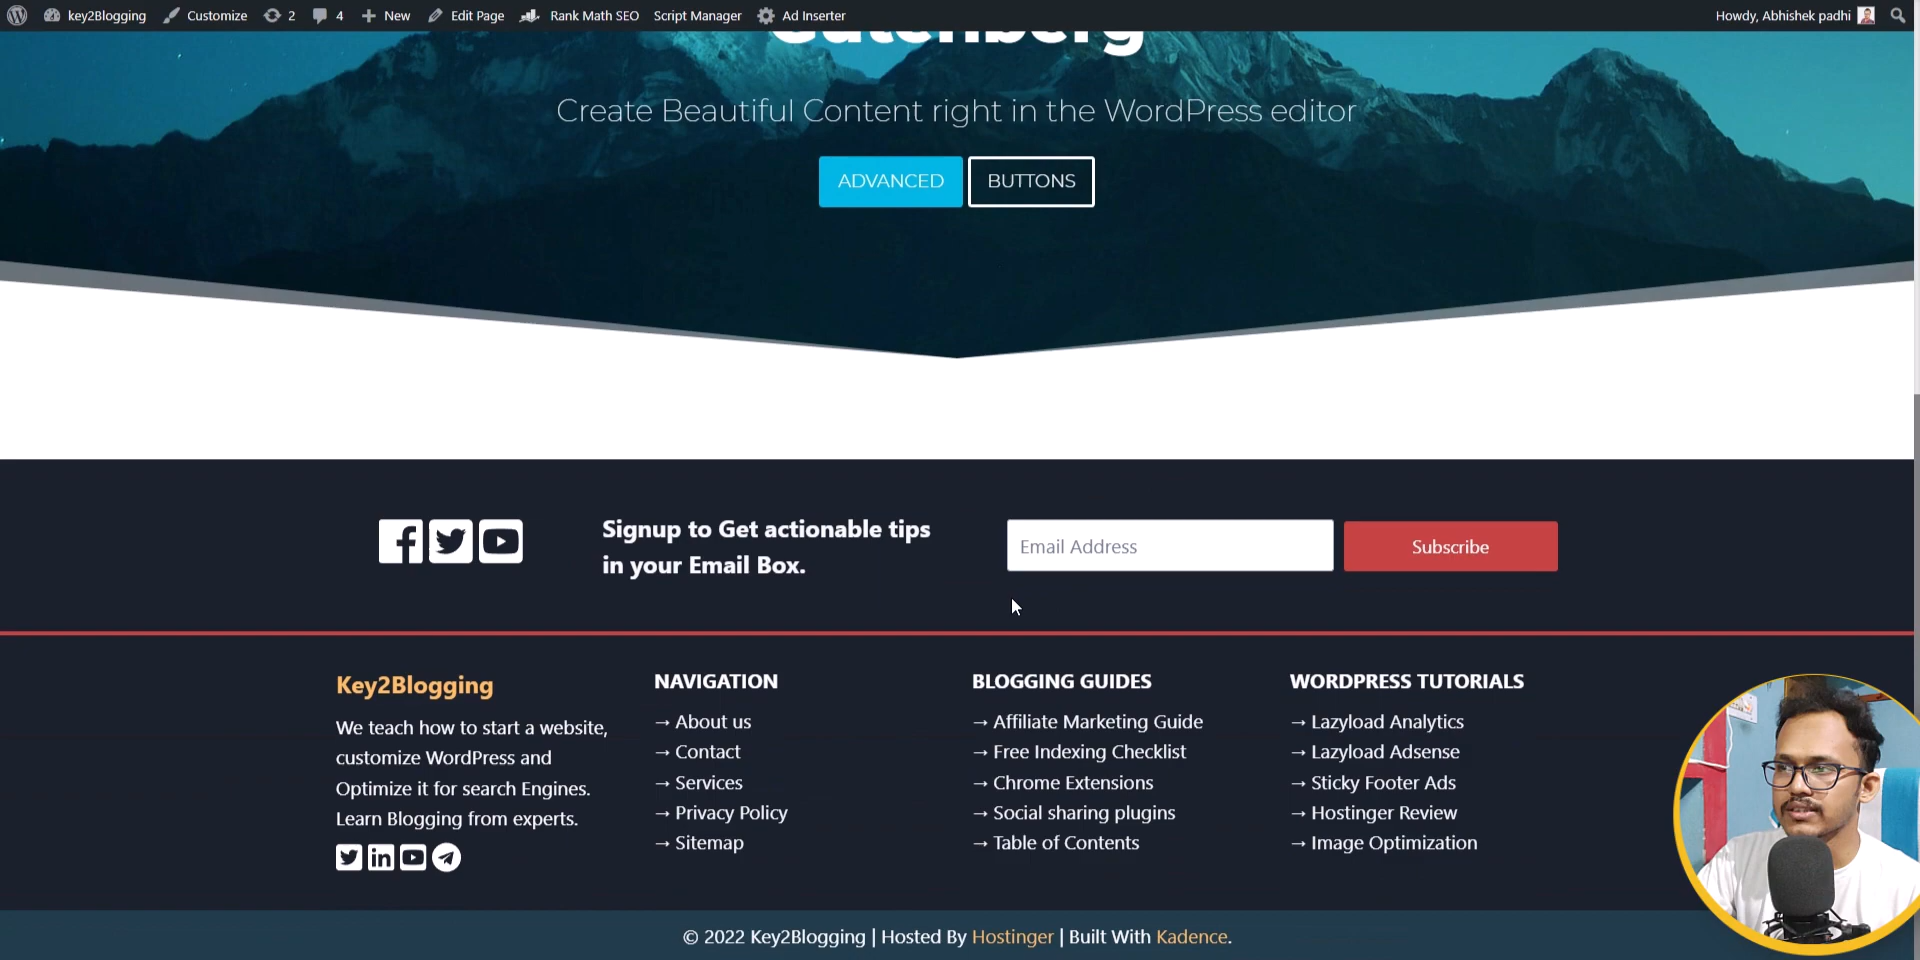 key2Blogging Customize 2 4 New Edit Page Rank Math SEO Script Manager Ad Inserter Howdy, Abhishek padhi
Gutenberg
Create Beautiful Content right in the WordPress editor
ADVANCED BUTTONS
Signup to Get actionable tips
in your Email Box.
Email Address Subscribe
Key2Blogging
We teach how to start a website,
customize WordPress and
Optimize it for search Engines.
Learn Blogging from experts.
NAVIGATION
→ About us
→ Contact
→ Services
→ Privacy Policy
→ Sitemap
BLOGGING GUIDES
→ Affiliate Marketing Guide
→ Free Indexing Checklist
→ Chrome Extensions
→ Social sharing plugins
→ Table of Contents
WORDPRESS TUTORIALS
→ Lazyload Analytics
→ Lazyload Adsense
→ Sticky Footer Ads
→ Hostinger Review
→ Image Optimization
© 2022 Key2Blogging | Hosted By Hostinger | Built With Kadence.